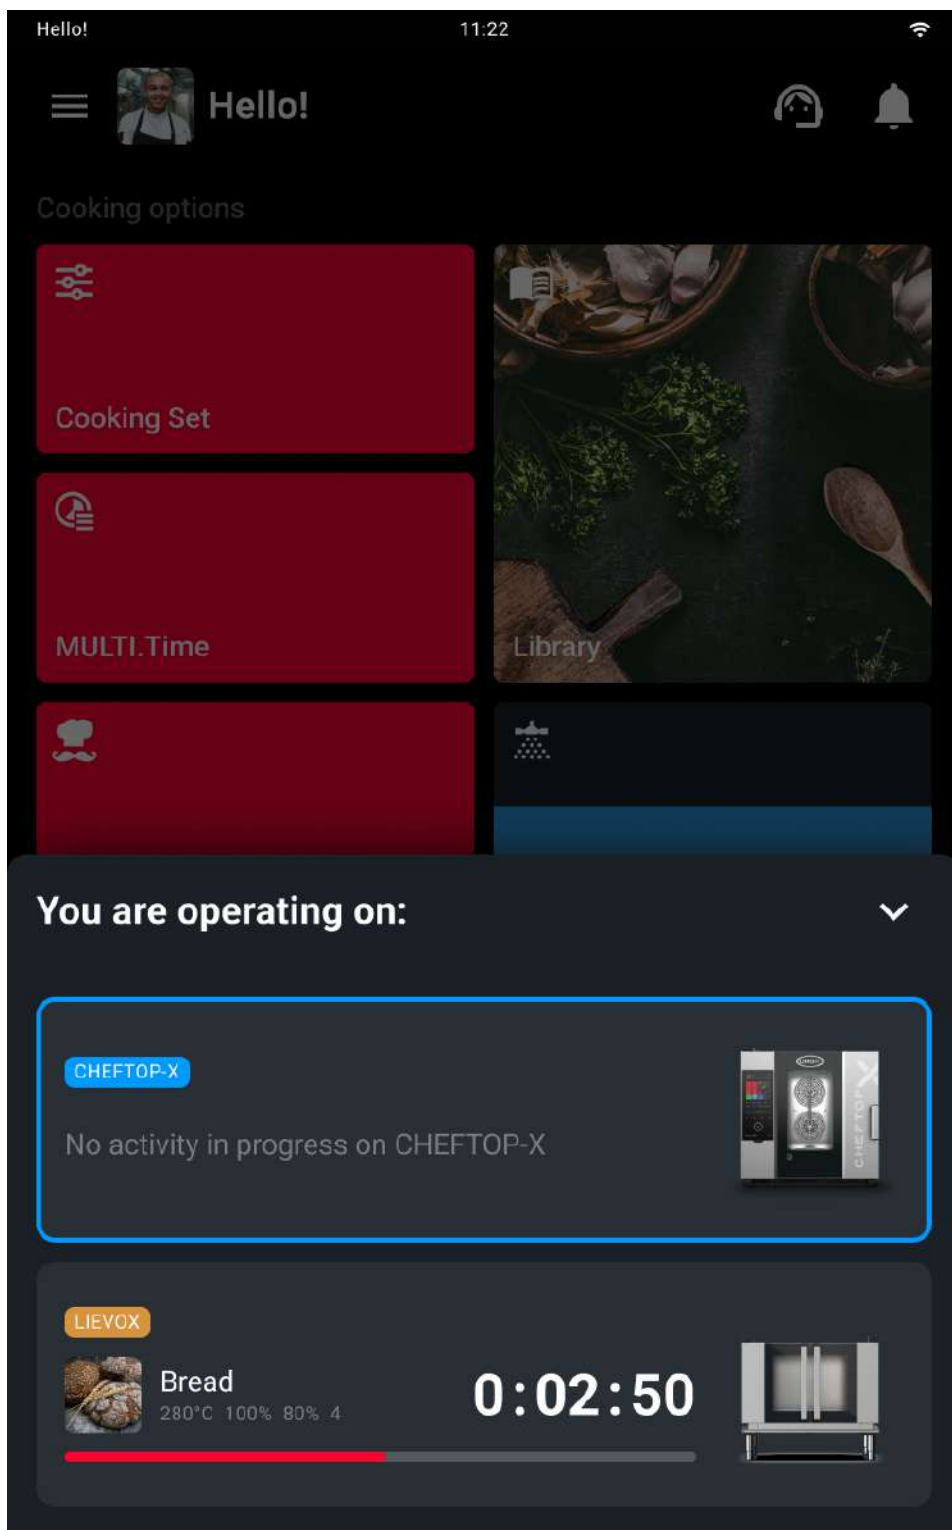 Hello!
11:22
Hello!
Cooking options
Cooking Set
MULTI.Time
Library
You are operating on:
CHEFTOP-X
No activity in progress on CHEFTOP-X
CHEFTOP X
LIEVOX
Bread
280°C 100% 80% 4
0:02:50